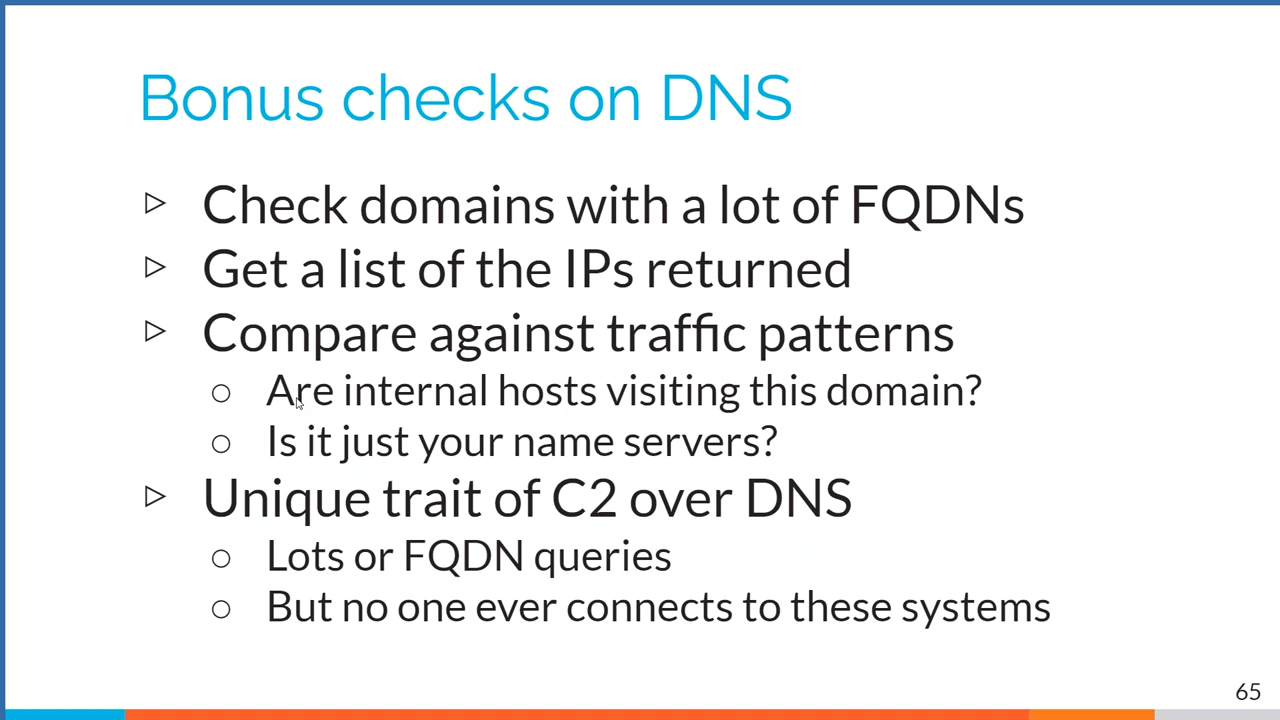 Bonus checks on DNS
Check domains with a lot of FQDNs
Get a list of the IPs returned
Compare against traffic patterns
Are internal hosts visiting this domain?
Is it just your name servers?
Unique trait of C2 over DNS
Lots or FQDN queries
But no one ever connects to these systems
65